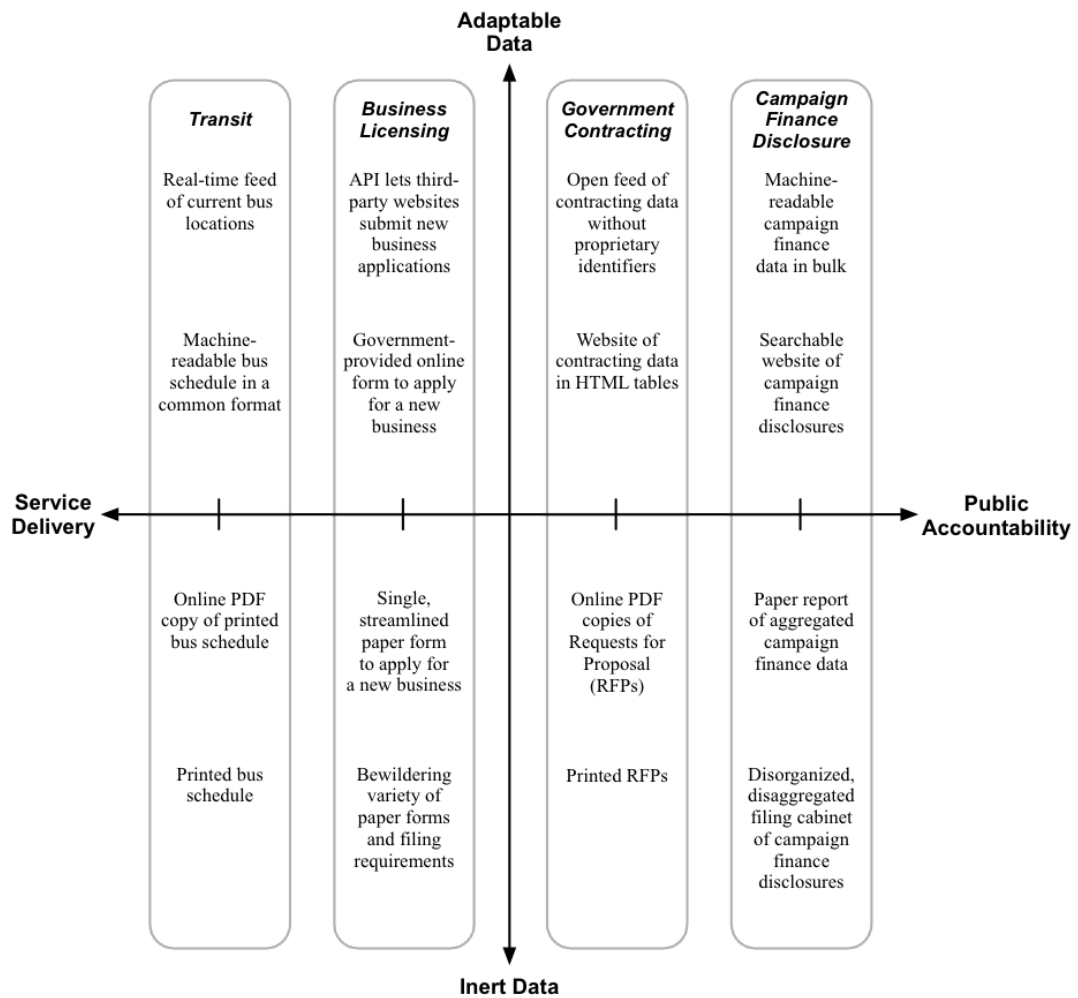 Adaptable
Data
Transit
Real-time feed
of current bus
locations
Machine-
readable bus
schedule in a
common format
Online PDF
copy of printed
bus schedule
Printed bus
schedule
Business
Licensing
API lets third-
party websites
submit new
business
applications
Government-
provided online
form to apply
for a new
business
Single,
streamlined
paper form
to apply for
a new business
Bewildering
variety of
paper forms
and filing
requirements
Government
Contracting
Open feed of
contracting data
without
proprietary
identifiers
Website of
contracting data
in HTML tables
Online PDF
copies of
Requests for
Proposal
(RFPs)
Printed RFPs
Campaign
Finance
Disclosure
Machine-
readable
campaign
finance
data in bulk
Searchable
website of
campaign
finance
disclosures
Paper report
of aggregated
campaign
finance data
Disorganized,
disaggregated
filing cabinet
of campaign
finance
disclosures
Service
Delivery
Public
Accountability
Inert Data